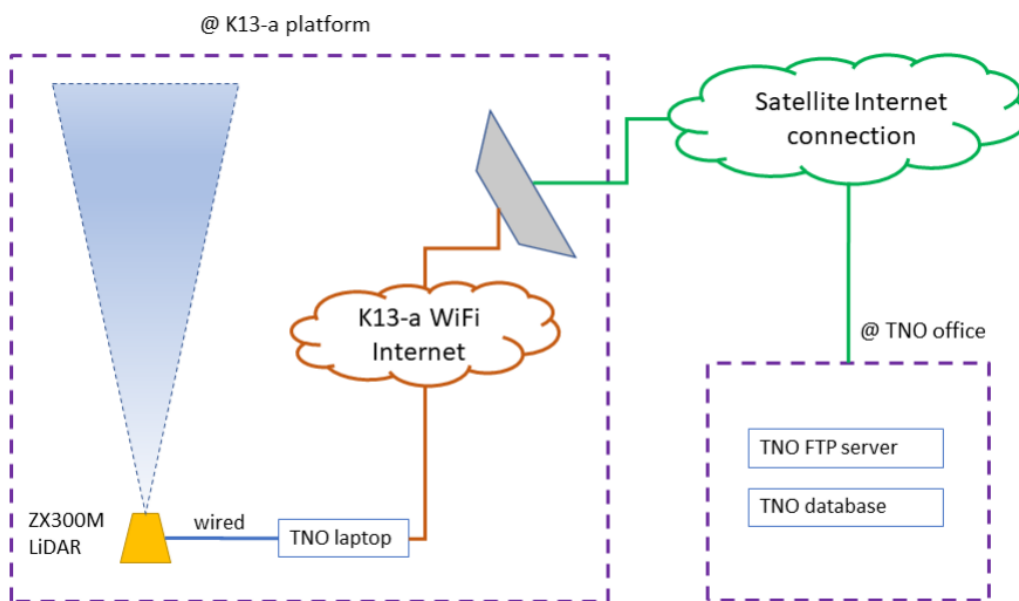 @ K13-a platform
Satellite Internet
connection
K13-a WiFi
Internet
@ TNO office
TNO FTP server
TNO database
ZX300M
LiDAR
wired
TNO laptop